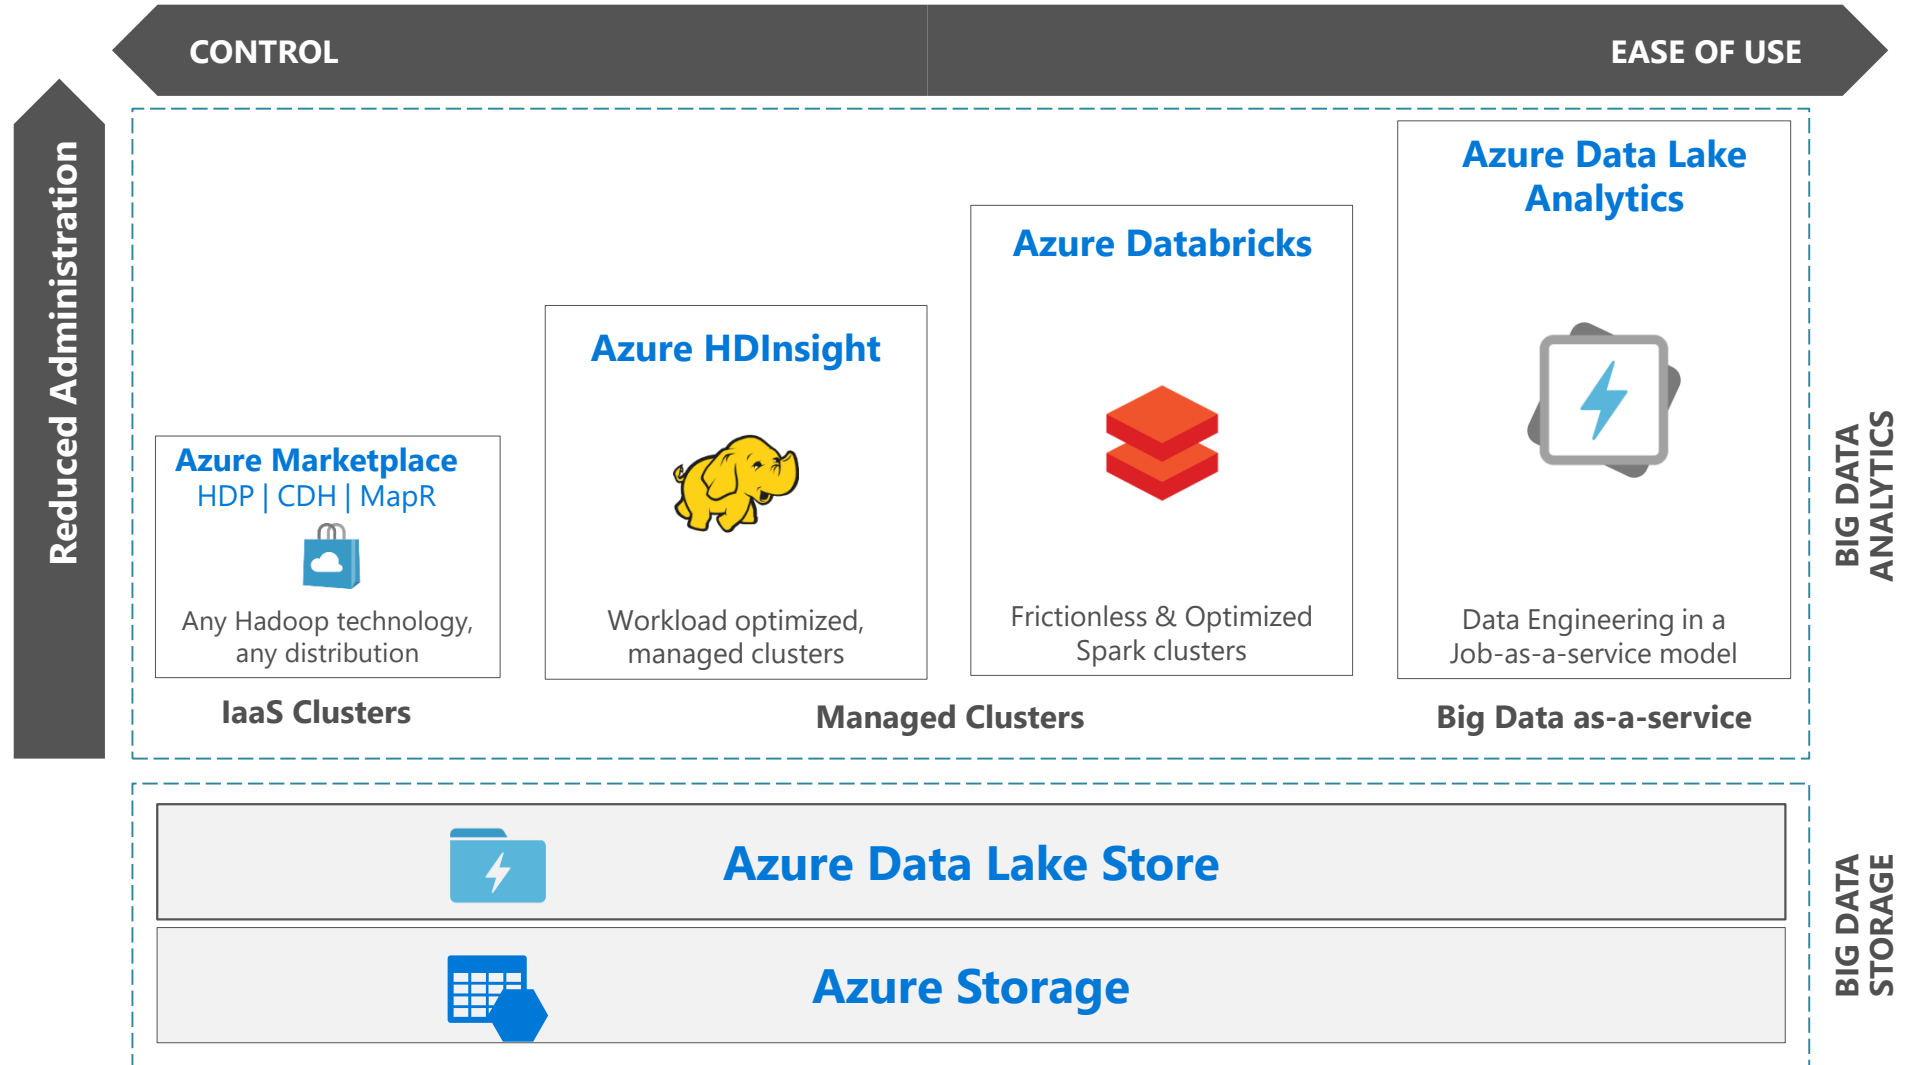 CONTROL
EASE OF USE
Reduced Administration
Azure Marketplace
HDP | CDH | MapR
Any Hadoop technology,
any distribution
Azure HDInsight
Workload optimized,
managed clusters
Azure Databricks
Frictionless & Optimized
Spark clusters
Azure Data Lake
Analytics
Data Engineering in a
Job-as-a-service model
IaaS Clusters
Managed Clusters
Big Data as-a-service
BIG DATA
ANALYTICS
Azure Data Lake Store
Azure Storage
BIG DATA
STORAGE